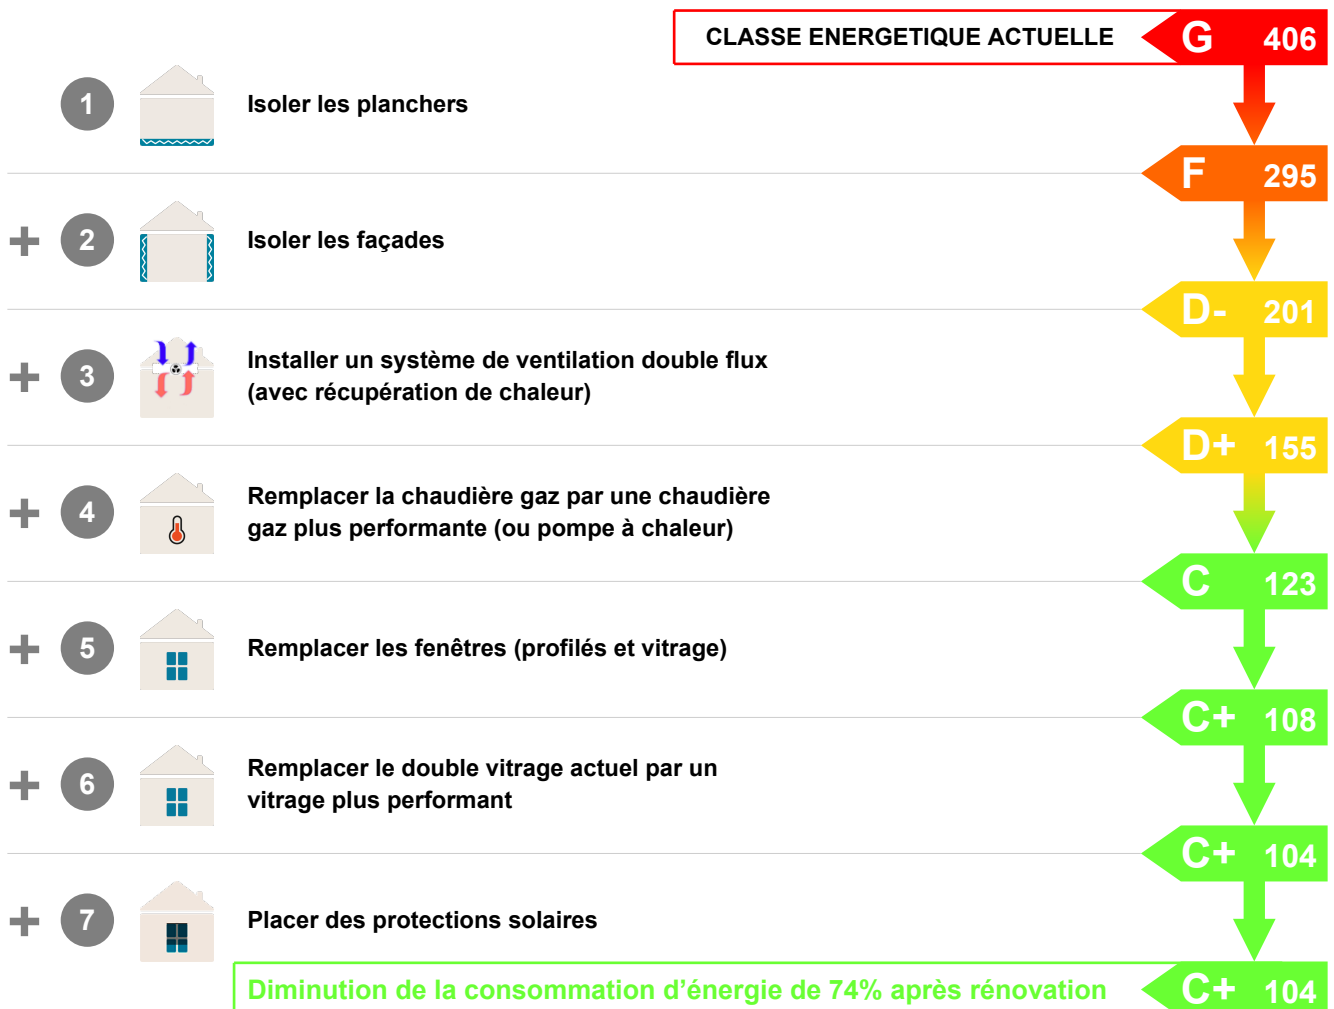 CLASSE ENERGETIQUE ACTUELLE G 406
1 Isoler les planchers
F 295
+ 2 Isoler les façades
D- 201
+ 3 Installer un système de ventilation double flux
(avec récupération de chaleur)
D+ 155
+ 4 Remplacer la chaudière gaz par une chaudière
gaz plus performante (ou pompe à chaleur)
C 123
+ 5 Remplacer les fenêtres (profilés et vitrage)
C+ 108
+ 6 Remplacer le double vitrage actuel par un
vitrage plus performant
C+ 104
+ 7 Placer des protections solaires
Diminution de la consommation d'énergie de 74% après rénovation C+ 104